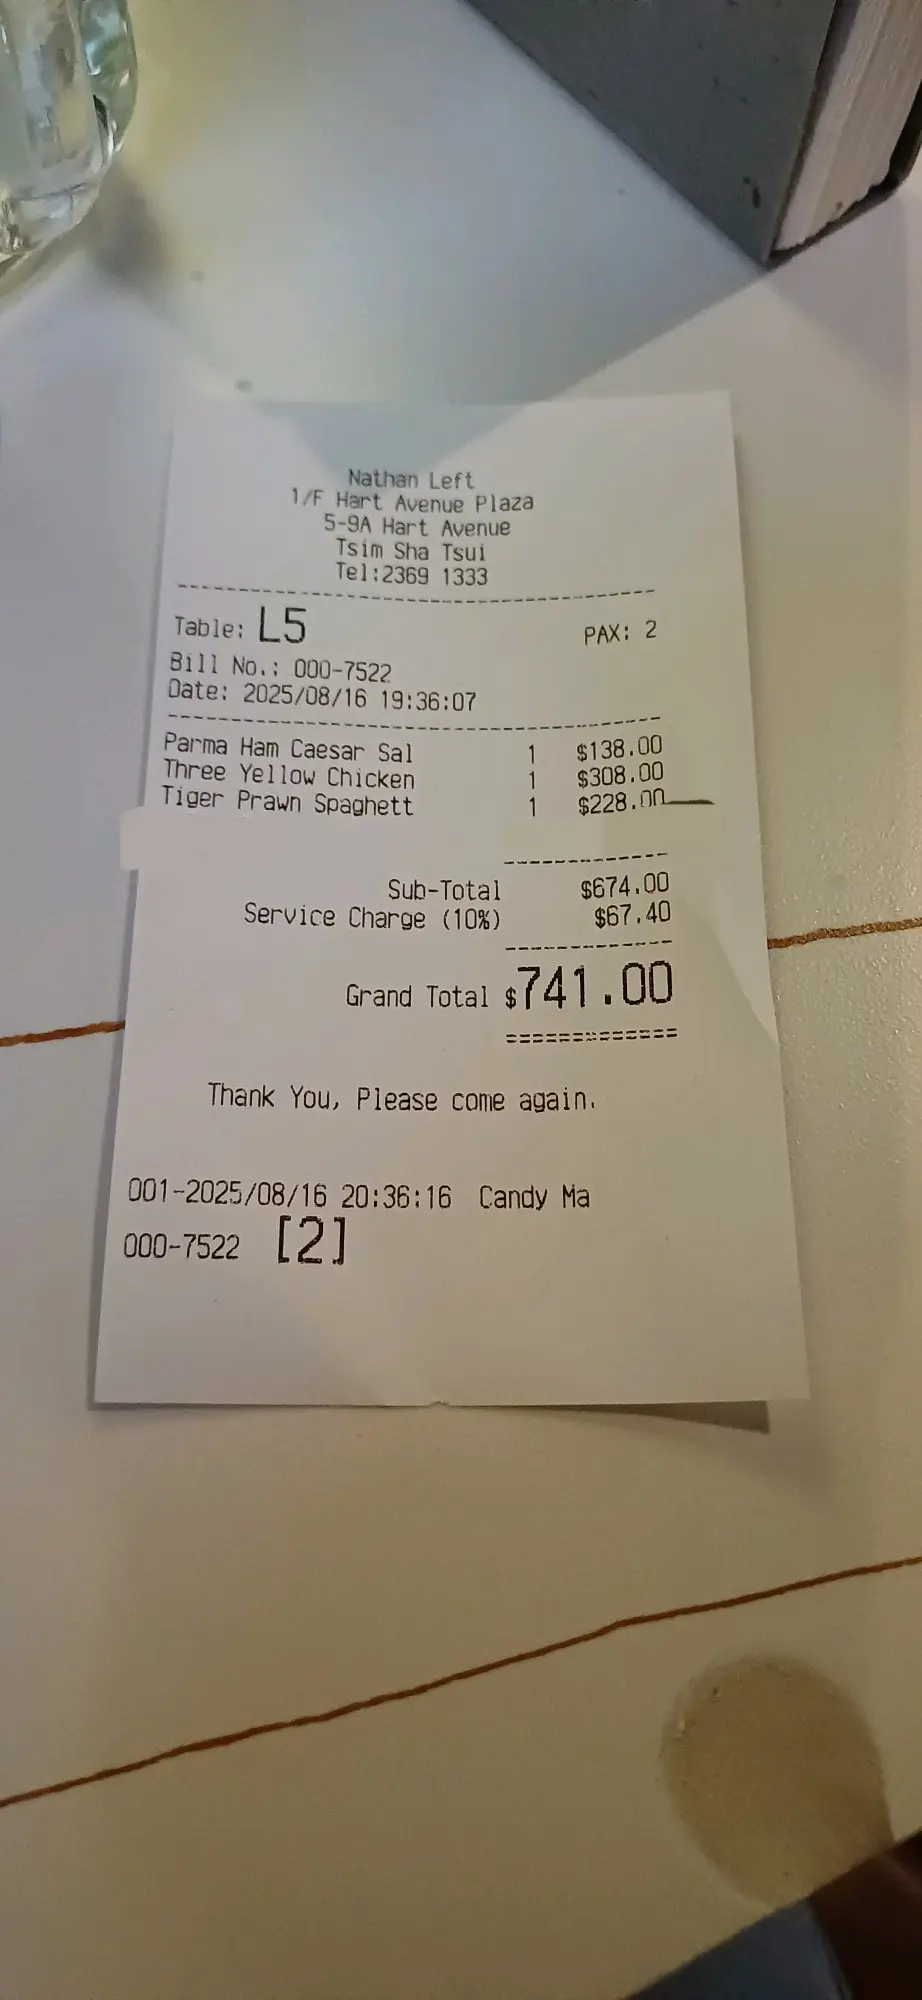 Nathan Left
1/F Hart Avenue Plaza
5-9A Hart Avenue
Tsim Sha Tsui
Tel:2369 1333
Table: L5 PAX: 2
Bill No.: 000-7522
Date: 2025/08/16 19:36:07
Parma Ham Caesar Sal 1 $138.00
Three Yellow Chicken 1 $308.00
Tiger Prawn Spaghett 1 $228.00
Sub-Total $674.00
Service Charge (10%) $67.40
Grand Total $741.00
Thank You, Please come again.
001-2025/08/16 20:36:16 Candy Ma
000-7522 [2]